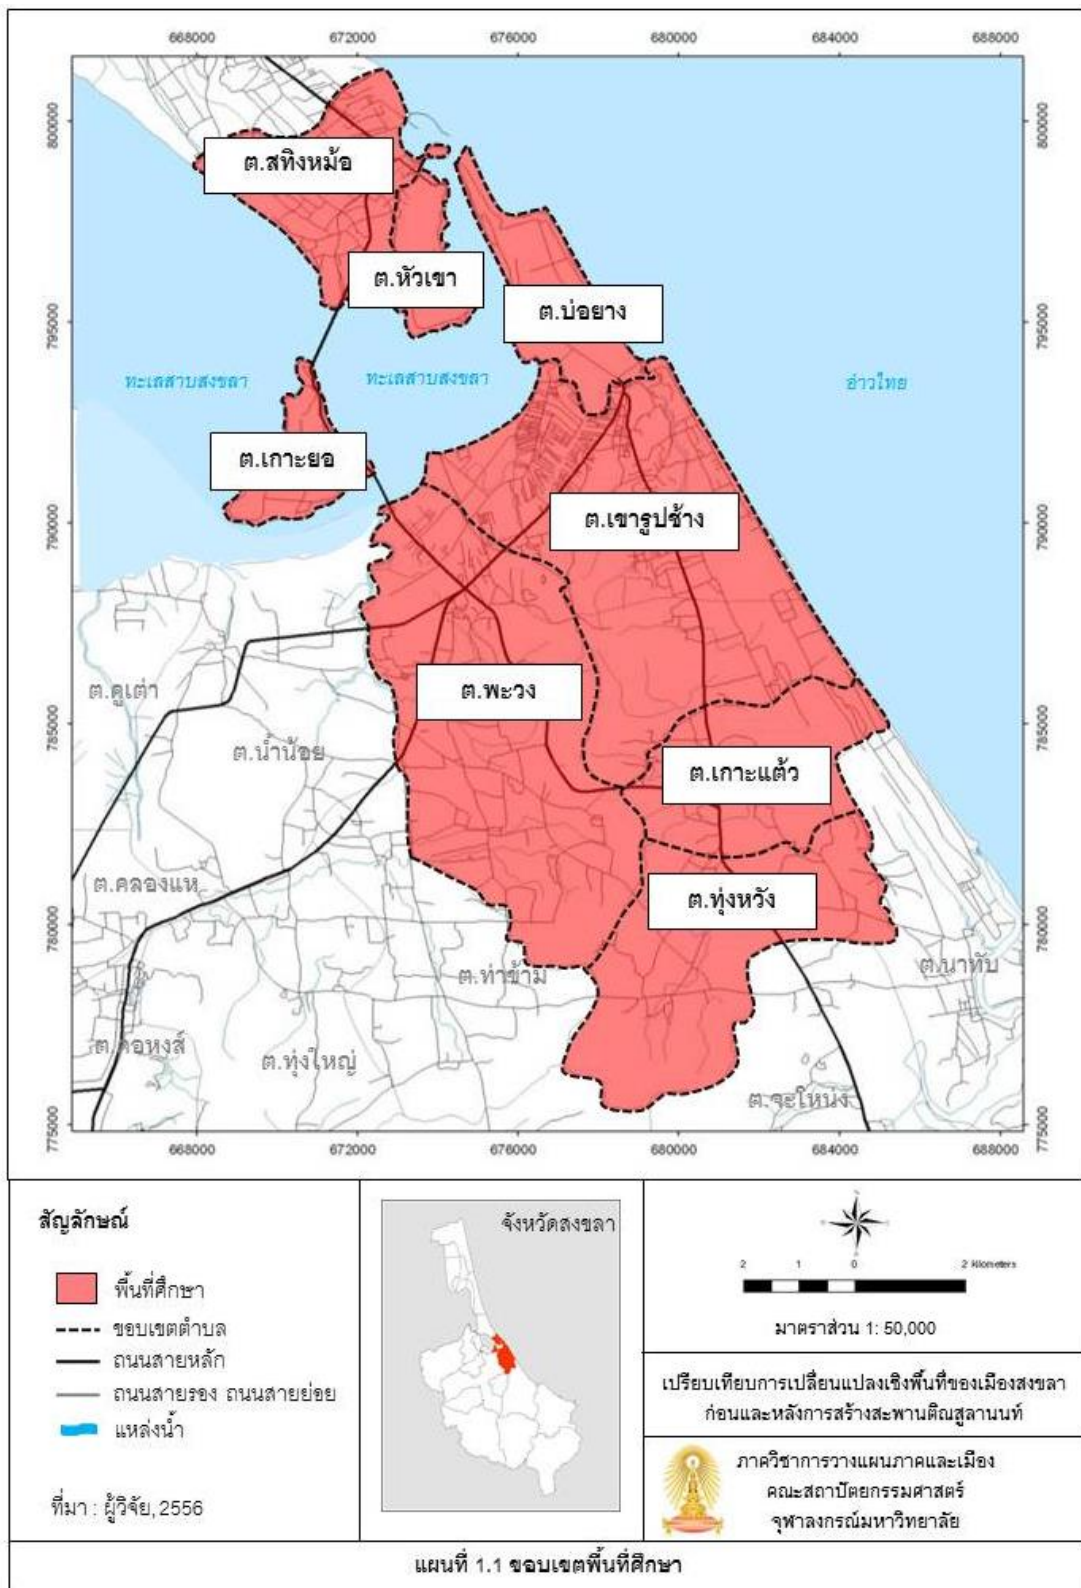 668000 672000 676000 680000 684000 688000
800000 800000
ต.สทิงหม้อ
ต.หัวเขา
ต.บ่อยาง
795000 795000
ทะเลสาบสงขลา ทะเลสาบสงขลา อ่าวไทย
ต.เกาะยอ
ต.เขารูปช้าง
790000 790000
ต.พะวง
ต.คูเต่า
ต.น้ำน้อย
785000 785000
ต.เกาะแต้ว
ต.คลองแห
ต.ทุ่งหวัง
780000 780000
ต.ท่าข้าม
ต.นาทับ
ต.คอหงส์
ต.ทุ่งใหญ่
ต.จะโหน่ง
775000 775000
668000 672000 676000 680000 684000 688000
สัญลักษณ์
พื้นที่ศึกษา
ขอบเขตตำบล
ถนนสายหลัก
ถนนสายรอง ถนนสายย่อย
แหล่งน้ำ
ที่มา : ผู้วิจัย, 2556
จังหวัดสงขลา
2 1 0 2 Kilometers
มาตราส่วน 1: 50,000
เปรียบเทียบการเปลี่ยนแปลงเชิงพื้นที่ของเมืองสงขลา
ก่อนและหลังการสร้างสะพานติณสูลานนท์
ภาควิชาการวางแผนภาคและเมือง
คณะสถาปัตยกรรมศาสตร์
จุฬาลงกรณ์มหาวิทยาลัย
แผนที่ 1.1 ขอบเขตพื้นที่ศึกษา